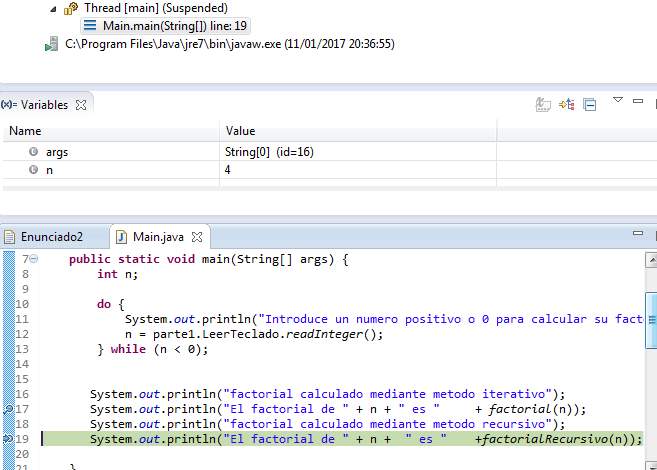 Thread [main] (Suspended)
Main.main(String[]) line: 19
C:\Program Files\Java\jre7\bin\javaw.exe (11/01/2017 20:36:55)
(x)= Variables
Name Value
args String[0] (id=16)
n 4
Enunciado2 Main.java
7 public static void main(String[] args) {
8 int n;
9
10 do {
11 System.out.println("Introduce un numero positivo o 0 para calcular su fact
12 n = parte1.LeerTeclado.readInteger();
13 } while (n < 0);
14
15
16 System.out.println("factorial calculado mediante metodo iterativo");
17 System.out.println("El factorial de " + n + " es " + factorial(n));
18 System.out.println("factorial calculado mediante metodo recursivo");
19 System.out.println("El factorial de " + n + " es " +factorialRecursivo(n));
20
21 }